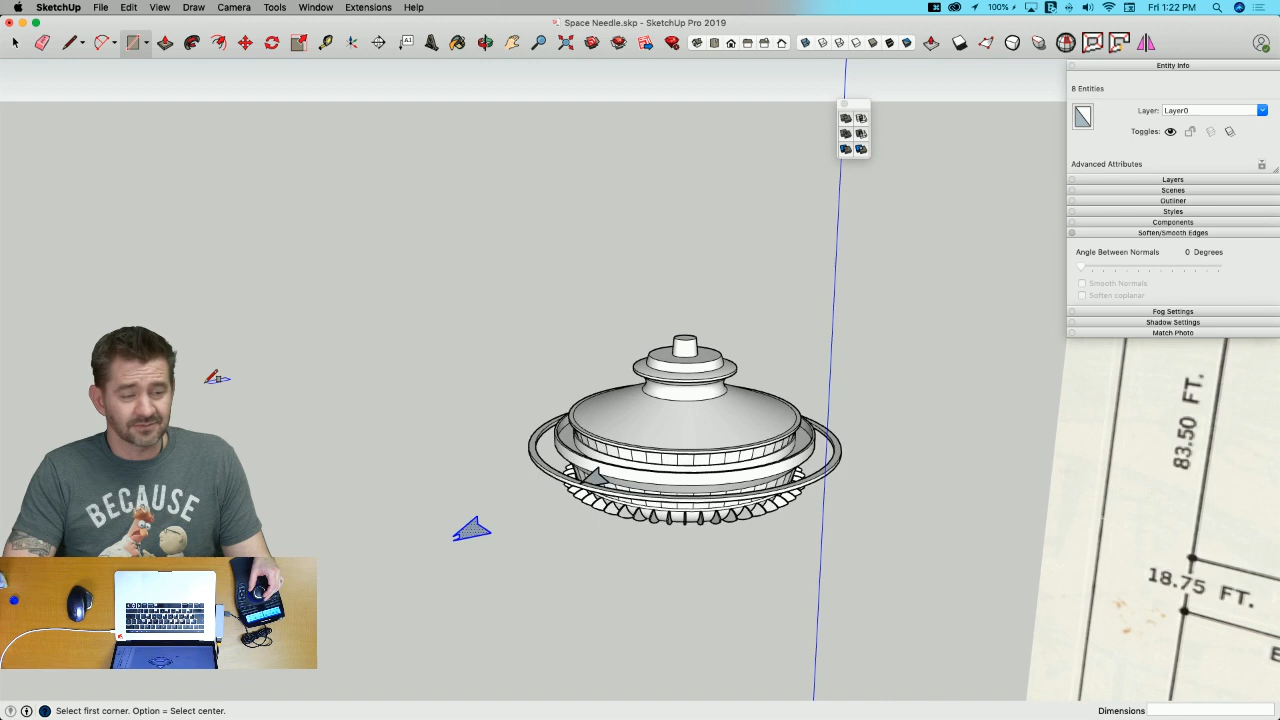 SketchUp File Edit View Draw Camera Tools Window Extensions Help
100% Fri 1:22 PM
Space Needle.skp - SketchUp Pro 2019
A1
Entity Info
8 Entities
Layer: Layer0
Toggles:
Advanced Attributes
Layers
Scenes
Outliner
Styles
Components
Soften/Smooth Edges
Angle Between Normals 0 Degrees
Smooth Normals
Soften coplanar
Fog Settings
Shadow Settings
Match Photo
83.50 FT.
18.75 FT.
E
BECAUSE
Select first corner. Option = Select center.
Dimensions